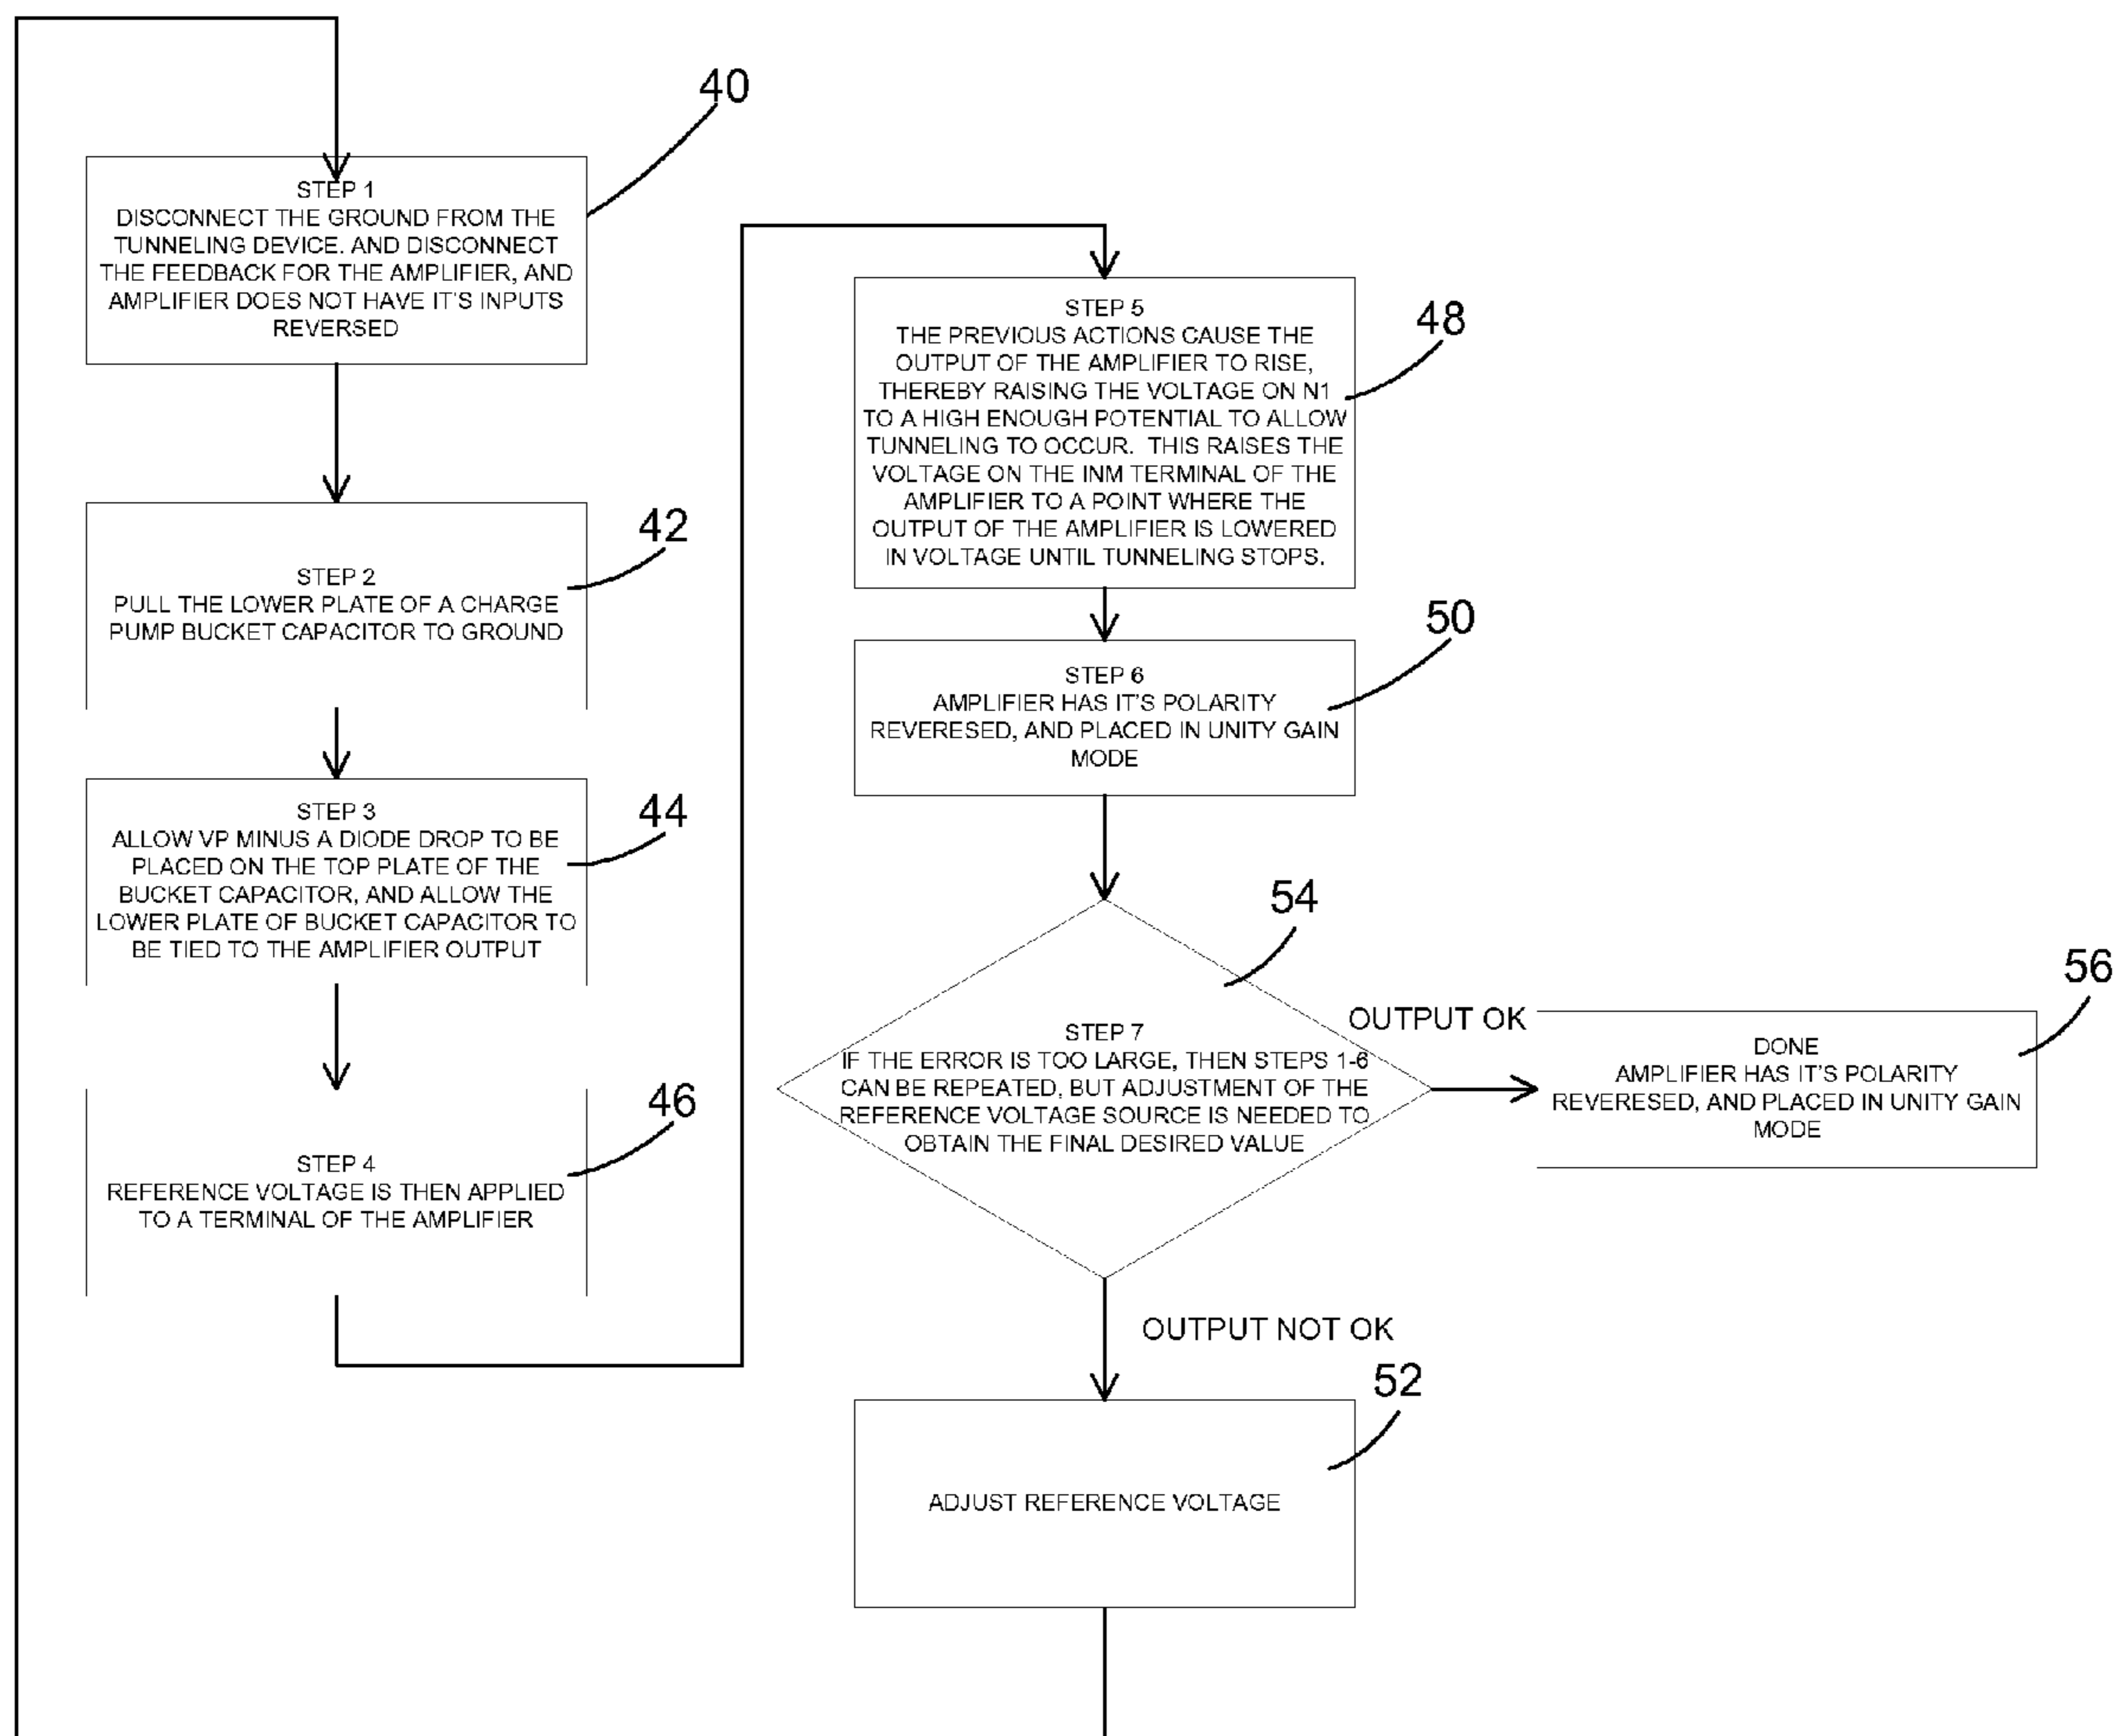 40
STEP 1
DISCONNECT THE GROUND FROM THE
TUNNELING DEVICE. AND DISCONNECT
THE FEEDBACK FOR THE AMPLIFIER, AND
AMPLIFIER DOES NOT HAVE IT'S INPUTS
REVERSED
42
STEP 2
PULL THE LOWER PLATE OF A CHARGE
PUMP BUCKET CAPACITOR TO GROUND
44
STEP 3
ALLOW VP MINUS A DIODE DROP TO BE
PLACED ON THE TOP PLATE OF THE
BUCKET CAPACITOR, AND ALLOW THE
LOWER PLATE OF BUCKET CAPACITOR TO
BE TIED TO THE AMPLIFIER OUTPUT
46
STEP 4
REFERENCE VOLTAGE IS THEN APPLIED
TO A TERMINAL OF THE AMPLIFIER
48
STEP 5
THE PREVIOUS ACTIONS CAUSE THE
OUTPUT OF THE AMPLIFIER TO RISE,
THEREBY RAISING THE VOLTAGE ON N1
TO A HIGH ENOUGH POTENTIAL TO ALLOW
TUNNELING TO OCCUR. THIS RAISES THE
VOLTAGE ON THE INM TERMINAL OF THE
AMPLIFIER TO A POINT WHERE THE
OUTPUT OF THE AMPLIFIER IS LOWERED
IN VOLTAGE UNTIL TUNNELING STOPS.
50
STEP 6
AMPLIFIER HAS IT'S POLARITY
REVERESED, AND PLACED IN UNITY GAIN
MODE
54
STEP 7
IF THE ERROR IS TOO LARGE, THEN STEPS 1-6
CAN BE REPEATED, BUT ADJUSTMENT OF THE
REFERENCE VOLTAGE SOURCE IS NEEDED TO
OBTAIN THE FINAL DESIRED VALUE
OUTPUT OK
56
DONE
AMPLIFIER HAS IT'S POLARITY
REVERESED, AND PLACED IN UNITY GAIN
MODE
OUTPUT NOT OK
52
ADJUST REFERENCE VOLTAGE